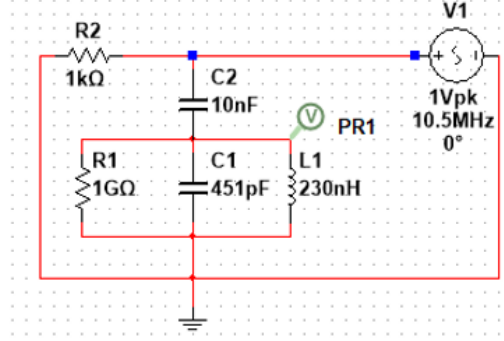 V1
R2
1kΩ
C2
10nF
V
PR1
1Vpk
10.5MHz
0°
R1
1GΩ
C1
451pF
L1
230nH